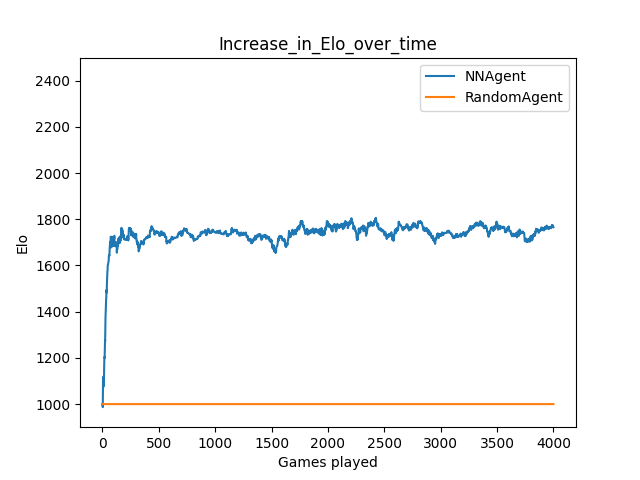 Increase_in_Elo_over_time
NNAgent
RandomAgent
2400
2200
2000
1800
1600
1400
1200
1000
Elo
0 500 1000 1500 2000 2500 3000 3500 4000
Games played